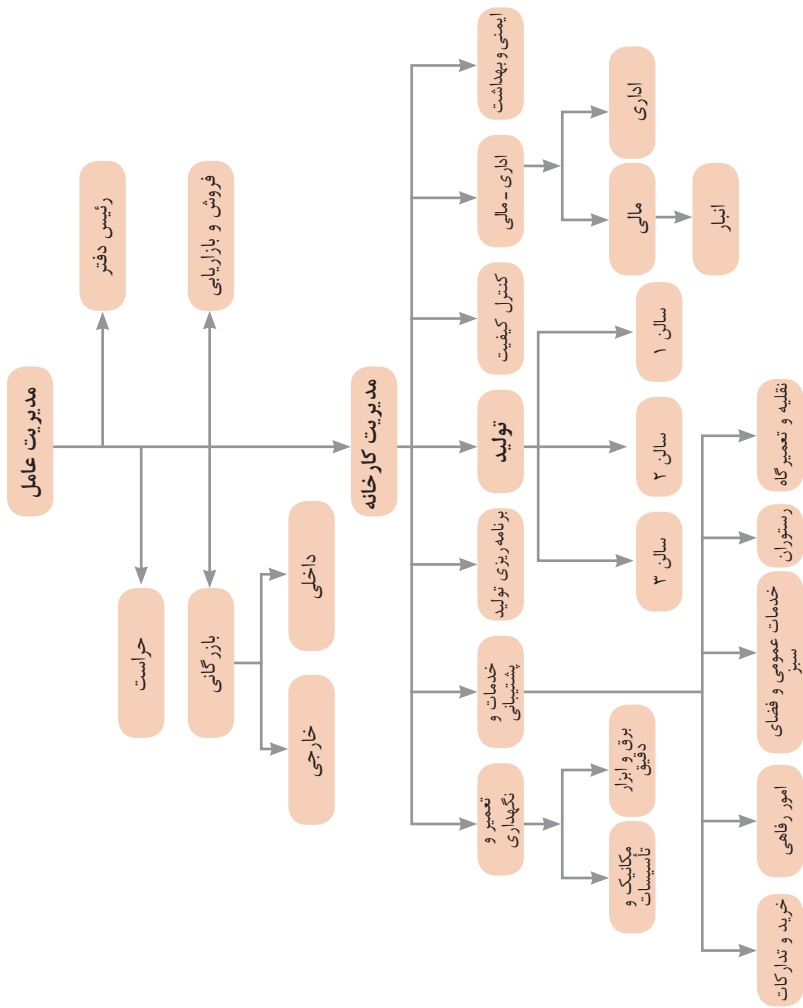 مدیریت عامل
رئیس دفتر
حراست
فروش و بازاریابی
بازرگانی
داخلی
خارجی
مدیریت کارخانه
ایمنی و بهداشت
اداری - مالی
کنترل کیفیت
تولید
برنامه ریزی تولید
خدمات و
پشتیبانی
تعمیر و
نگهداری
اداری
مالی
انبار
سالن ۱
سالن ۲
سالن ۳
برق و ابزار
دقیق
مکانیک و
تأسیسات
نقلیه و تعمیرگاه
رستوران
خدمات عمومی و فضای
سبز
امور رفاهی
خرید و تدارکات